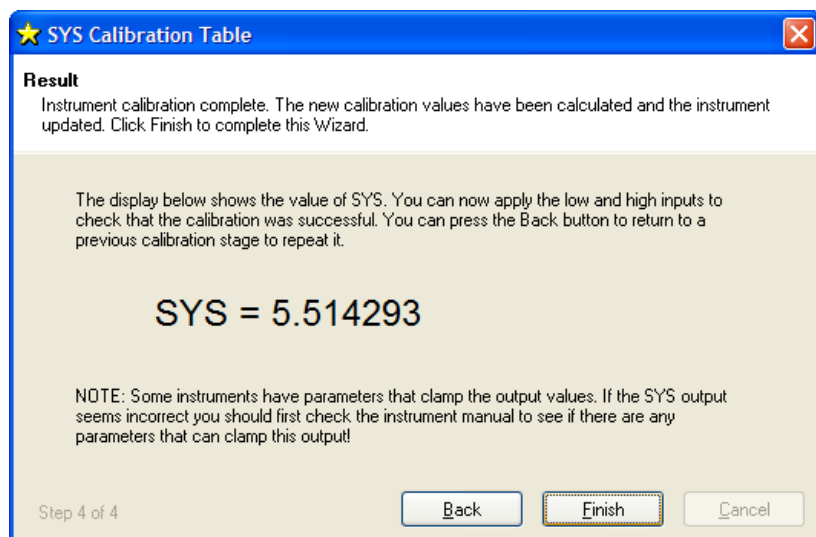 SYS Calibration Table
Result
Instrument calibration complete. The new calibration values have been calculated and the instrument
updated. Click Finish to complete this Wizard.
The display below shows the value of SYS. You can now apply the low and high inputs to
check that the calibration was successful. You can press the Back button to return to a
previous calibration stage to repeat it.
SYS = 5.514293
NOTE: Some instruments have parameters that clamp the output values. If the SYS output
seems incorrect you should first check the instrument manual to see if there are any
parameters that can clamp this output!
Step 4 of 4 Back Finish Cancel